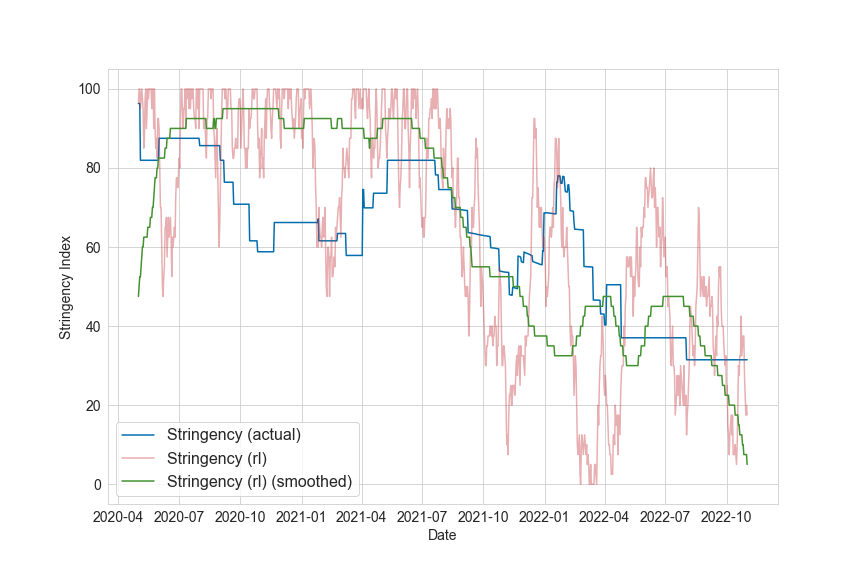 100
80
60
40
20
0
Stringency Index
Stringency (actual)
Stringency (rl)
Stringency (rl) (smoothed)
2020-04 2020-07 2020-10 2021-01 2021-04 2021-07 2021-10 2022-01 2022-04 2022-07 2022-10
Date